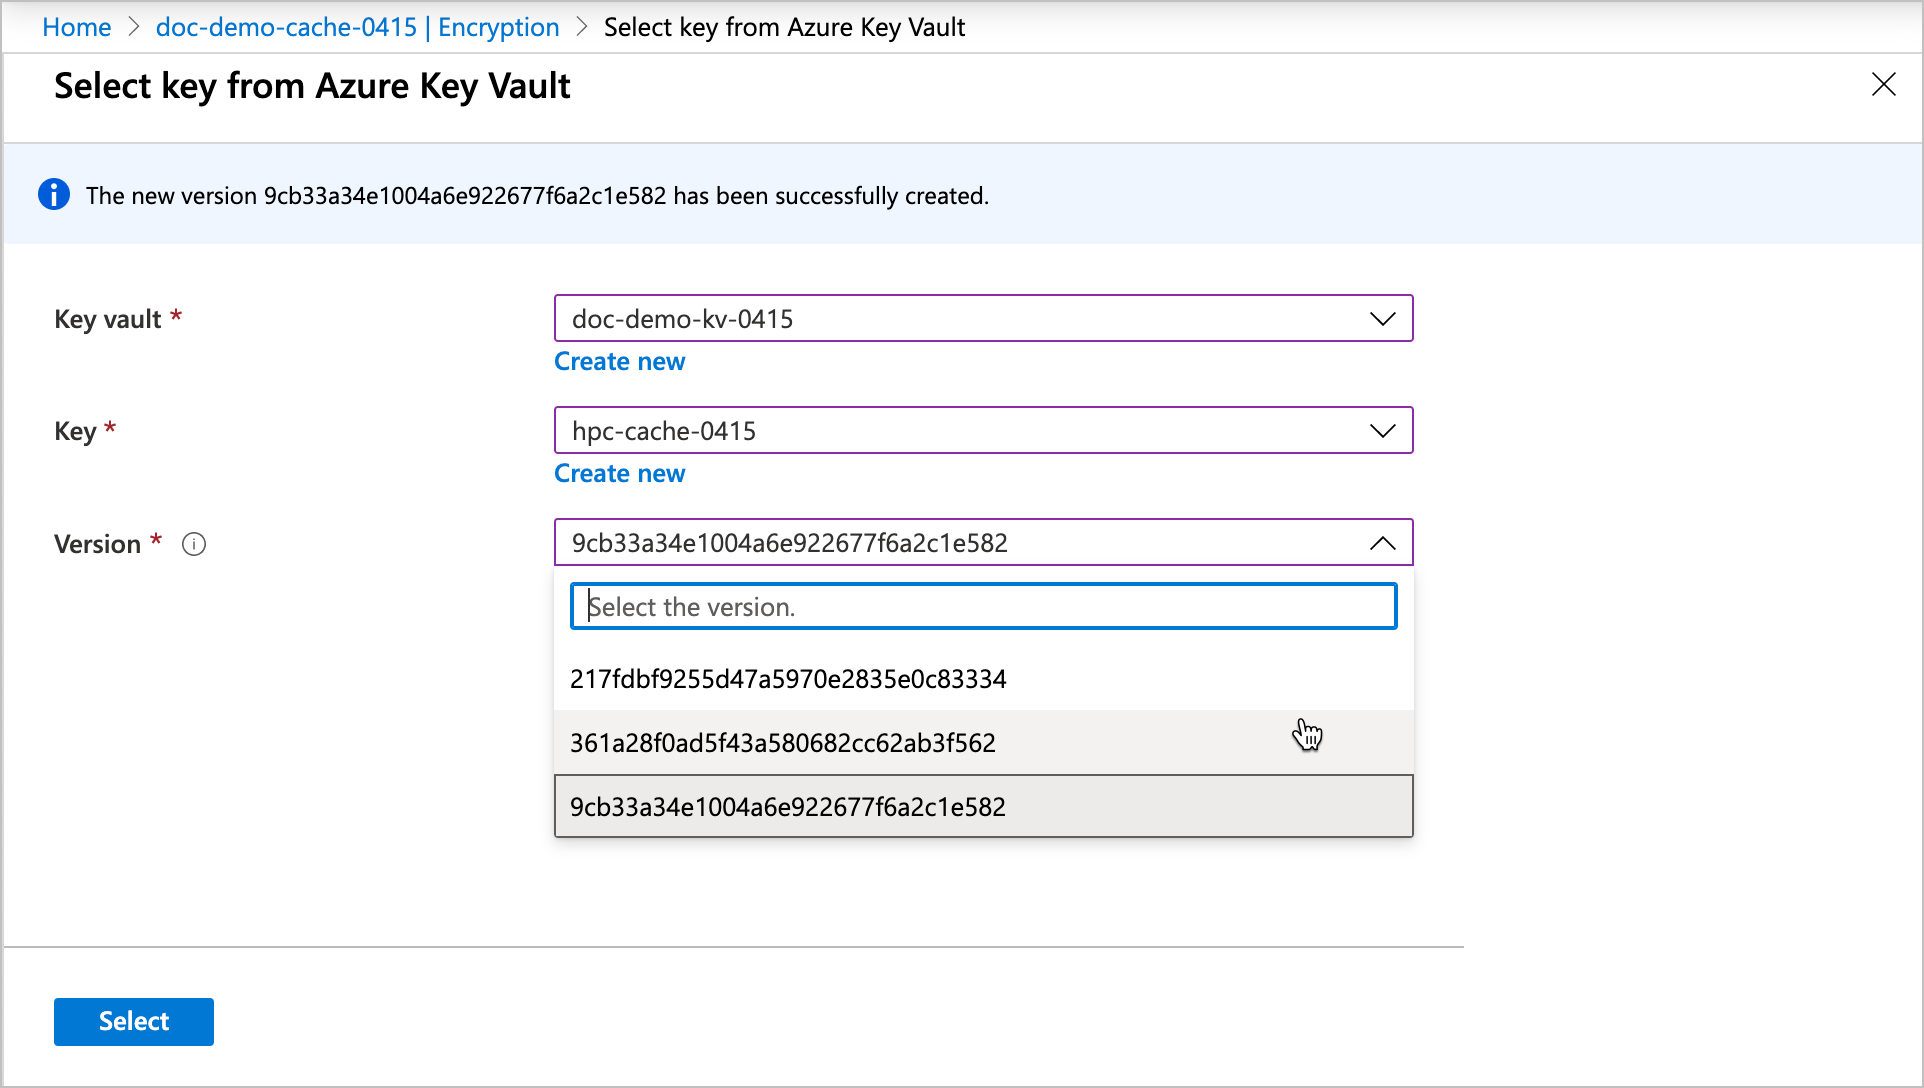 Home > doc-demo-cache-0415 | Encryption > Select key from Azure Key Vault
Select key from Azure Key Vault
The new version 9cb33a34e1004a6e922677f6a2c1e582 has been successfully created.
Key vault * doc-demo-kv-0415
Create new
Key * hpc-cache-0415
Create new
Version * 9cb33a34e1004a6e922677f6a2c1e582
Select the version.
217fdbf9255d47a5970e2835e0c83334
361a28f0ad5f43a580682cc62ab3f562
9cb33a34e1004a6e922677f6a2c1e582
Select